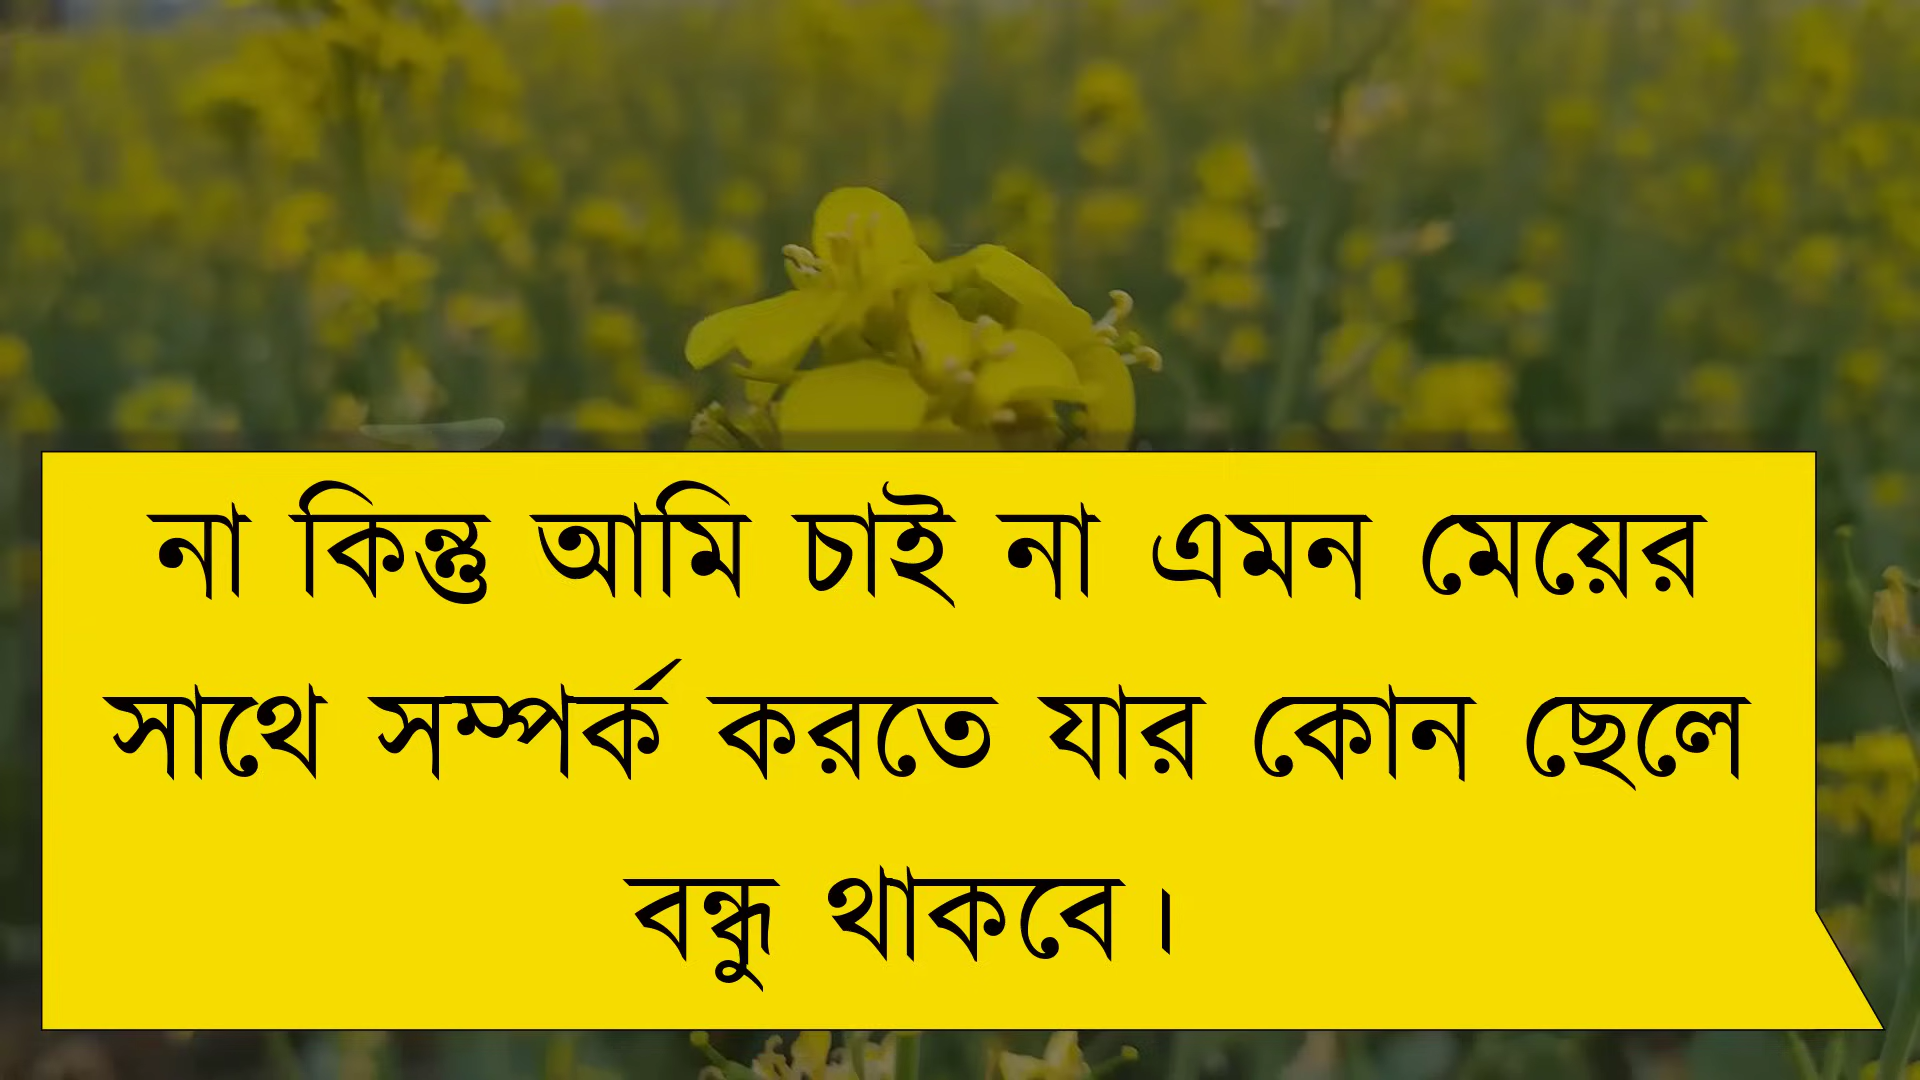 না কিন্তু আমি চাই না এমন মেয়ের
সাথে সম্পর্ক করতে যার কোন ছেলে
বন্ধু থাকবে।